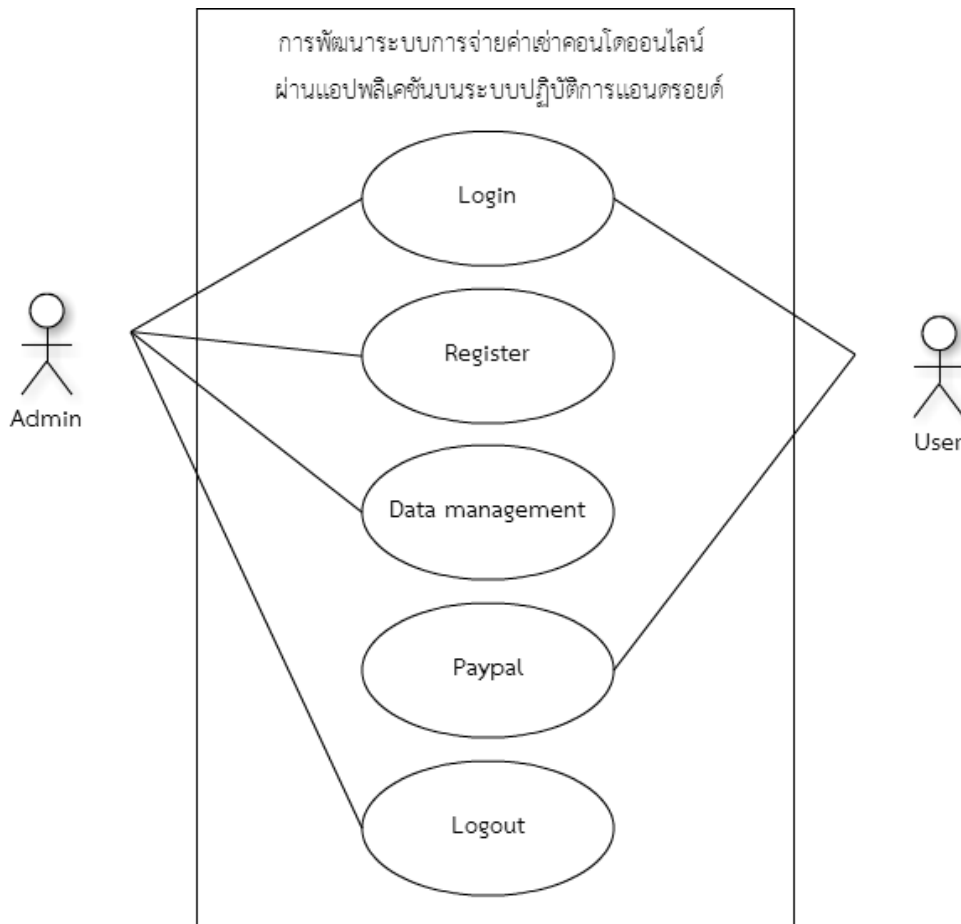 การพัฒนาระบบการจ่ายค่าเช่าคอนโดออนไลน์
ผ่านแอปพลิเคชันบนระบบปฏิบัติการแอนดรอยด์
Login
Register
Admin
User
Data management
Paypal
Logout